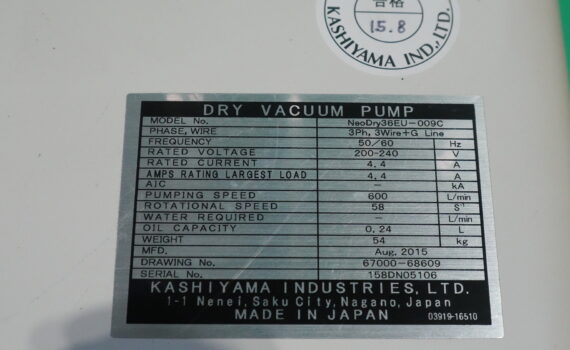 合格
15.8
KASHIYAMA IND., LTD.
DRY VACUUM PUMP
MODEL No. NeoDry36EU-009C
PHASE, WIRE 3Ph, 3Wire+G Line
FREQUENCY 50/60 Hz
RATED VOLTAGE 200-240 V
RATED CURRENT 4.4 A
AMPS RATING LARGEST LOAD 4.4 A
AIC — kA
PUMPING SPEED 600 L/min
ROTATIONAL SPEED 58 S⁻¹
WATER REQUIRED — L/min
OIL CAPACITY 0.24 L
WEIGHT 54 kg
MFD. Aug. 2015
DRAWING No. 67000-68609
SERIAL No. 158DN05106
KASHIYAMA INDUSTRIES, LTD.
1-1 Nenei, Saku City, Nagano, Japan
MADE IN JAPAN 03919-16510